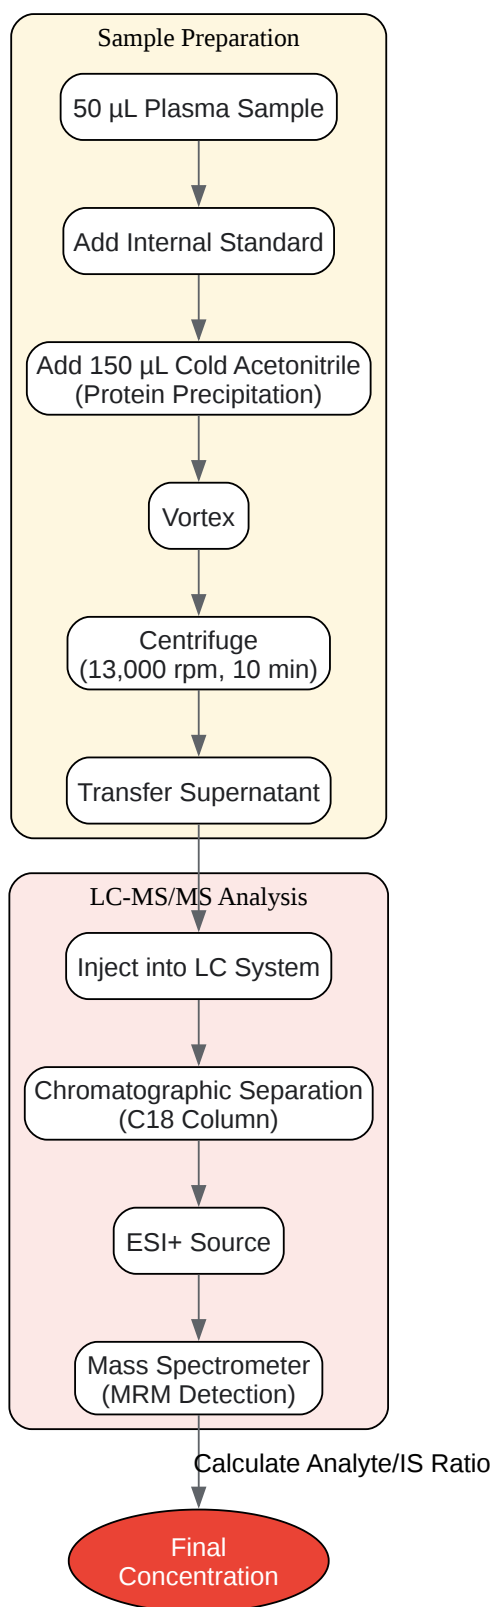 Sample Preparation
50 µL Plasma Sample
Add Internal Standard
Add 150 µL Cold Acetonitrile
(Protein Precipitation)
Vortex
Centrifuge
(13,000 rpm, 10 min)
Transfer Supernatant
LC-MS/MS Analysis
Inject into LC System
Chromatographic Separation
(C18 Column)
ESI+ Source
Mass Spectrometer
(MRM Detection)
Calculate Analyte/IS Ratio
Final
Concentration